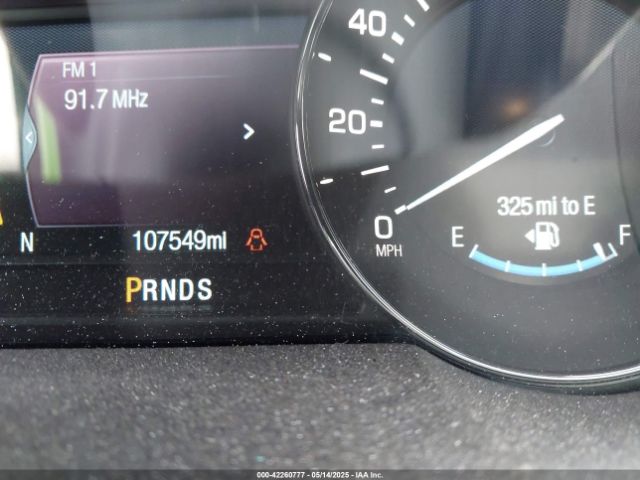 FM 1
91.7 MHz
N
107549mi
PRNDS
40
20
0
MPH
325 mi to E
E
F
000-42260777 - 05/14/2025 - IAA Inc.